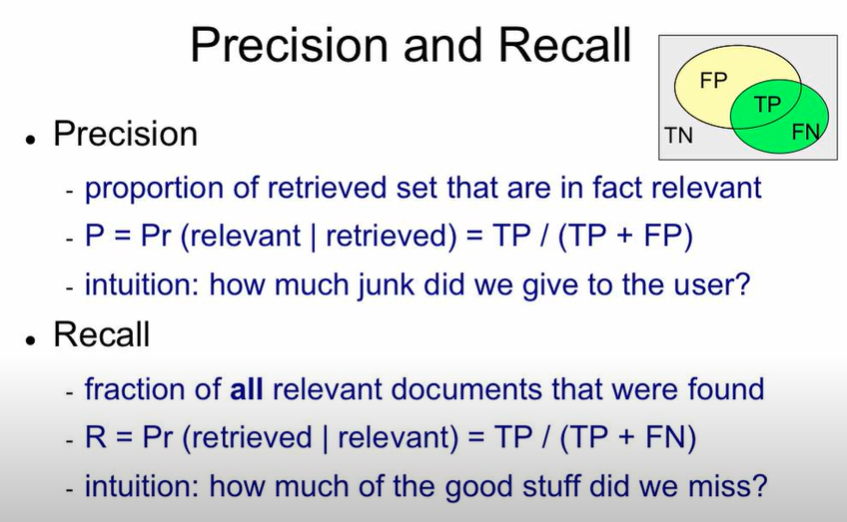 Precision and Recall
FP
TP
TN
FN
• Precision
- proportion of retrieved set that are in fact relevant
- P = Pr (relevant | retrieved) = TP / (TP + FP)
- intuition: how much junk did we give to the user?
• Recall
- fraction of all relevant documents that were found
- R = Pr (retrieved | relevant) = TP / (TP + FN)
- intuition: how much of the good stuff did we miss?